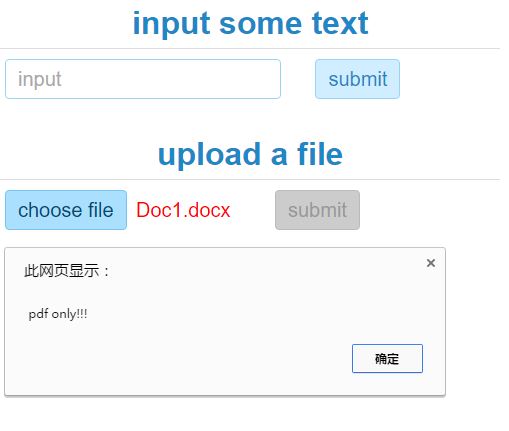 input some text
input
submit
upload a file
choose file
Doc1.docx
submit
此网页显示：
×
pdf only!!!
确定